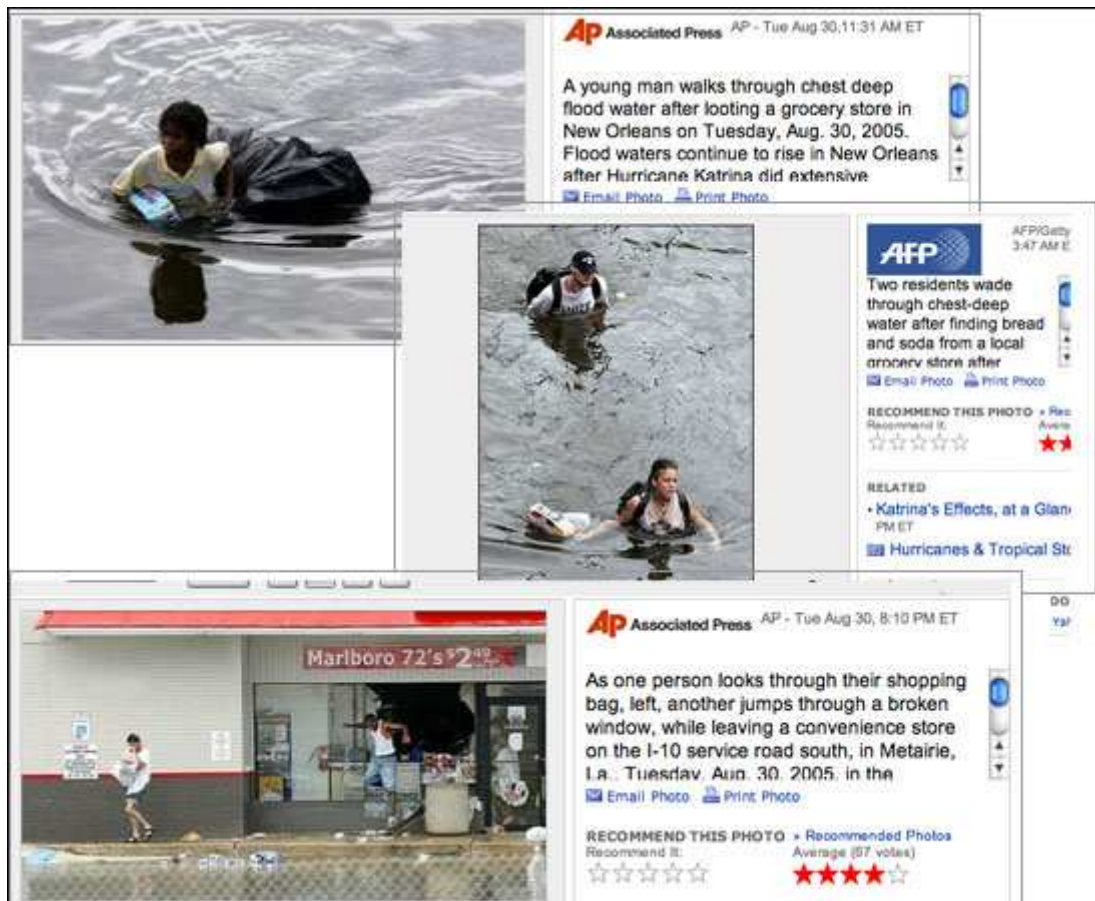 AP Associated Press AP - Tue Aug 30,11:31 AM ET
A young man walks through chest deep
flood water after looting a grocery store in
New Orleans on Tuesday, Aug. 30, 2005.
Flood waters continue to rise in New Orleans
after Hurricane Katrina did extensive
Email Photo Print Photo
AFP
AFP/Getty
3:47 AM E
Two residents wade
through chest-deep
water after finding bread
and soda from a local
grocery store after
Email Photo Print Photo
RECOMMEND THIS PHOTO » Rec
Recommend It: Avera
RELATED
• Katrina's Effects, at a Glan
PM ET
Hurricanes & Tropical Sto
DO
Yah
Marlboro 72's $2.49
AP Associated Press AP - Tue Aug 30, 8:10 PM ET
As one person looks through their shopping
bag, left, another jumps through a broken
window, while leaving a convenience store
on the I-10 service road south, in Metairie,
La., Tuesday, Aug. 30, 2005, in the
Email Photo Print Photo
RECOMMEND THIS PHOTO » Recommended Photos
Recommend It: Average (67 votes)